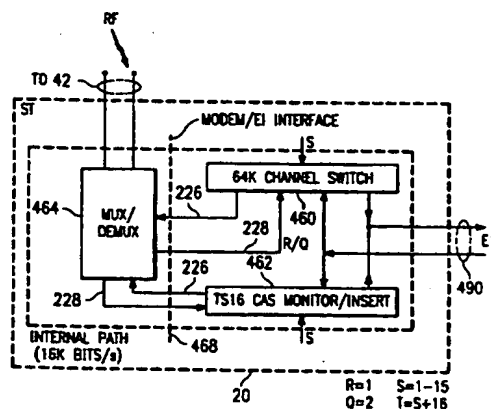 RF
TO 42
ST
MODEM/EI INTERFACE
S
64K CHANNEL SWITCH
464
MUX/
DEMUX
226
460
228
R/Q
E
226
462
490
228
TS16 CAS MONITOR/INSERT
INTERNAL PATH
(16K BITS/s)
468
S
20
R=1 S=1-15
Q=2 T=S+16